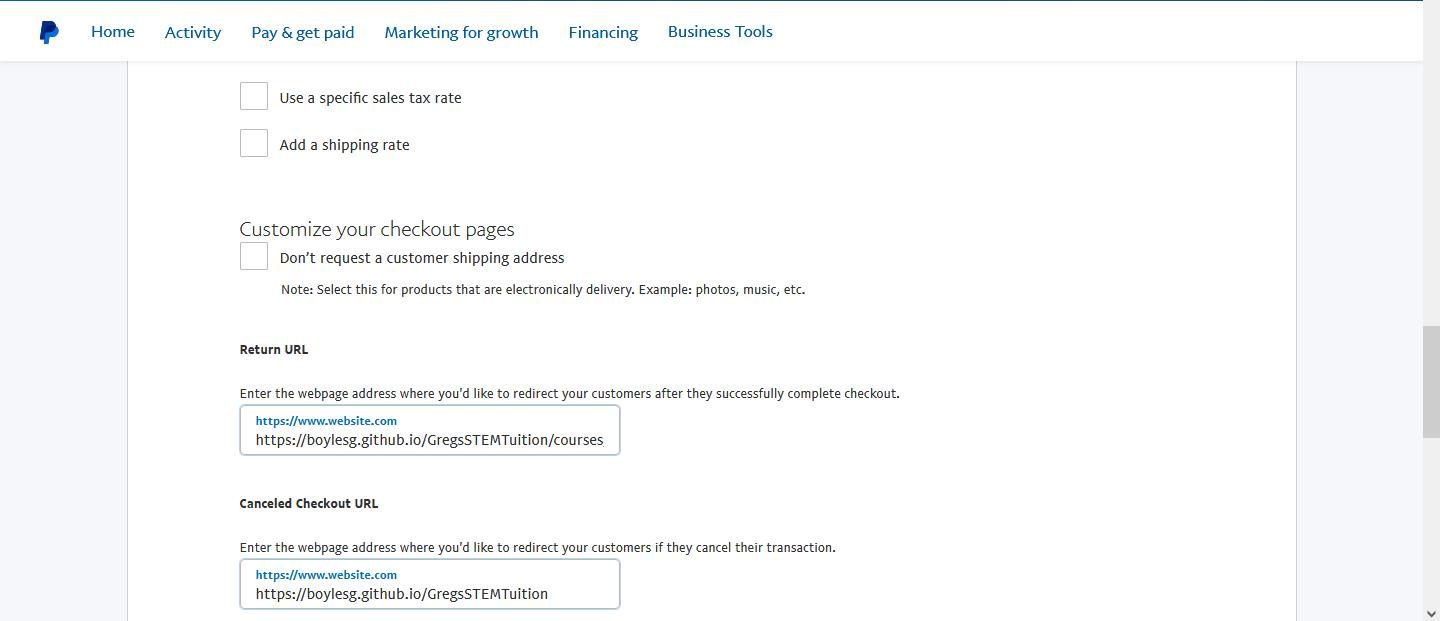 Home Activity Pay & get paid Marketing for growth Financing Business Tools
Use a specific sales tax rate
Add a shipping rate
Customize your checkout pages
Don't request a customer shipping address
Note: Select this for products that are electronically delivery. Example: photos, music, etc.
Return URL
Enter the webpage address where you'd like to redirect your customers after they successfully complete checkout.
https://www.website.com
https://boylesg.github.io/GregsSTEMTuition/courses
Canceled Checkout URL
Enter the webpage address where you'd like to redirect your customers if they cancel their transaction.
https://www.website.com
https://boylesg.github.io/GregsSTEMTuition